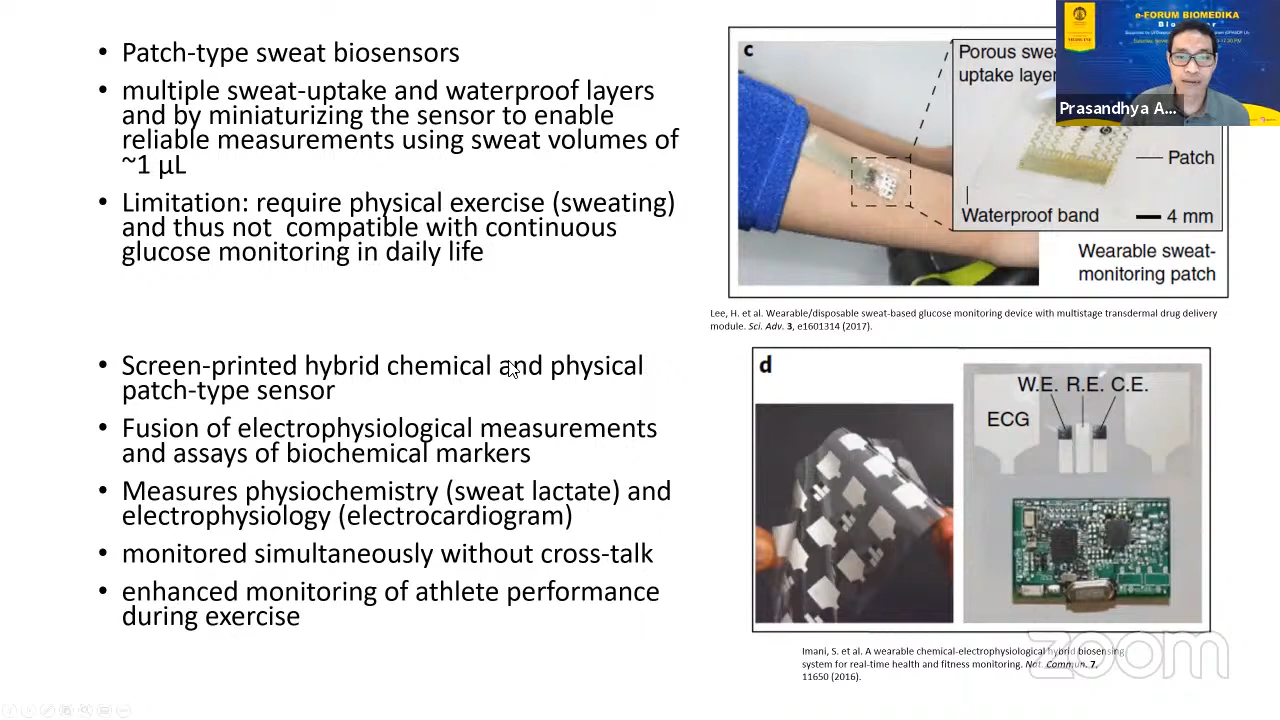 • Patch-type sweat biosensors
• multiple sweat-uptake and waterproof layers
and by miniaturizing the sensor to enable
reliable measurements using sweat volumes of
~1 µL
• Limitation: require physical exercise (sweating)
and thus not compatible with continuous
glucose monitoring in daily life
• Screen-printed hybrid chemical and physical
patch-type sensor
• Fusion of electrophysiological measurements
and assays of biochemical markers
• Measures physiochemistry (sweat lactate) and
electrophysiology (electrocardiogram)
• monitored simultaneously without cross-talk
• enhanced monitoring of athlete performance
during exercise
c
Porous
uptake
Patch
Waterproof band
4 mm
Wearable sweat-
monitoring patch
Lee, H. et al. Wearable/disposable sweat-based glucose monitoring device with multistage transdermal drug delivery
module. Sci. Adv. 3, e1601314 (2017).
d
W.E. R.E. C.E.
ECG
Imani, S. et al. A wearable chemical-electrophysiological hybrid biosensing
system for real-time health and fitness monitoring. Nat. Commun. 7,
11650 (2016).
e-FORUM BIOMEDIKA
Prasandhya A...
zoom